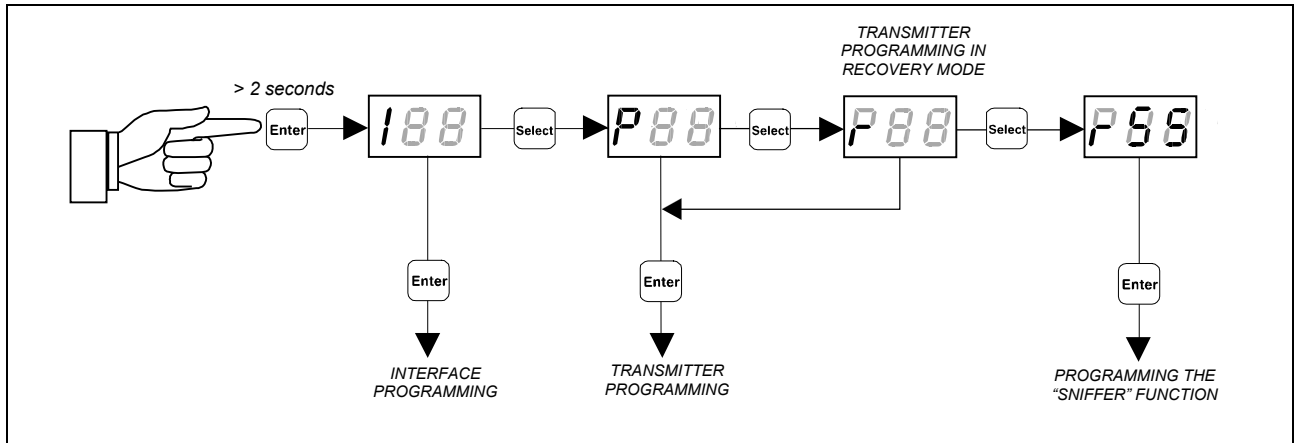 TRANSMITTER
PROGRAMMING IN
RECOVERY MODE
> 2 seconds
Enter
I88
Select
P88
Select
r88
Select
rSS
Enter
Enter
Enter
INTERFACE
PROGRAMMING
TRANSMITTER
PROGRAMMING
PROGRAMMING THE
“SNIFFER” FUNCTION